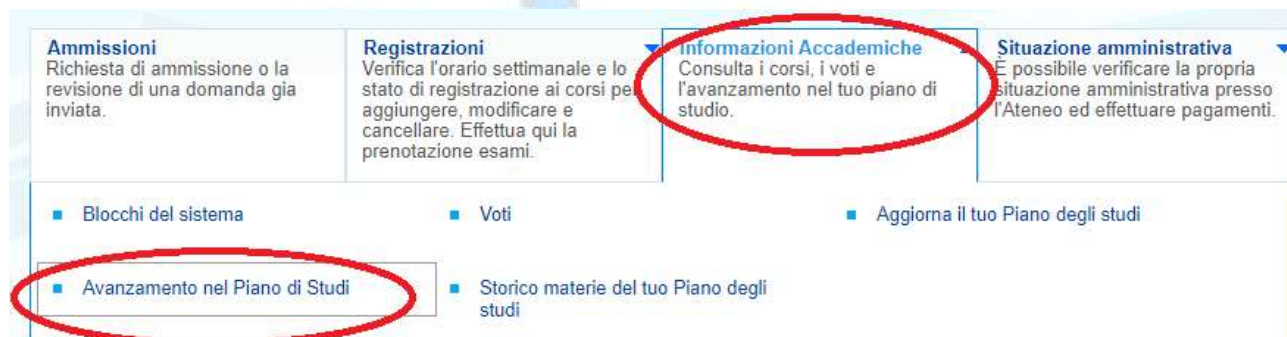 Ammissioni
Richiesta di ammissione o la
revisione di una domanda gia
inviata.
Registrazioni
Verifica l'orario settimanale e lo
stato di registrazione ai corsi per
aggiungere, modificare e
cancellare. Effettua qui la
prenotazione esami.
Informazioni Accademiche
Consulta i corsi, i voti e
l'avanzamento nel tuo piano di
studio.
Situazione amministrativa
È possibile verificare la propria
situazione amministrativa presso
l'Ateneo ed effettuare pagamenti.
Blocchi del sistema
Voti
Aggiorna il tuo Piano degli studi
Avanzamento nel Piano di Studi
Storico materie del tuo Piano degli
studi